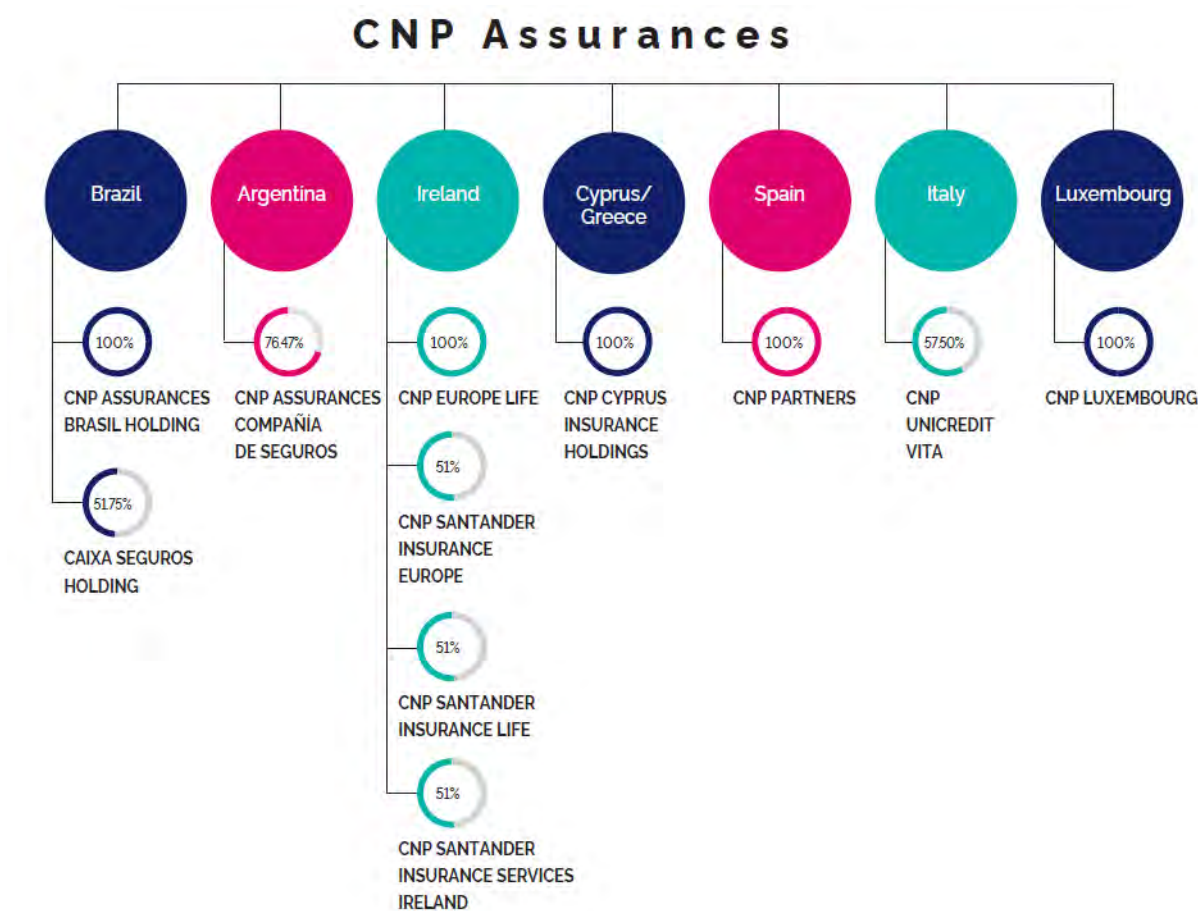 CNP Assurances
Brazil
Argentina
Ireland
Cyprus/
Greece
Spain
Italy
Luxembourg
100%
CNP ASSURANCES
BRASIL HOLDING
51.75%
CAIXA SEGUROS
HOLDING
76.47%
CNP ASSURANCES
COMPAÑÍA
DE SEGUROS
100%
CNP EUROPE LIFE
51%
CNP SANTANDER
INSURANCE
EUROPE
51%
CNP SANTANDER
INSURANCE LIFE
51%
CNP SANTANDER
INSURANCE SERVICES
IRELAND
100%
CNP CYPRUS
INSURANCE
HOLDINGS
100%
CNP PARTNERS
57.50%
CNP
UNICREDIT
VITA
100%
CNP LUXEMBOURG